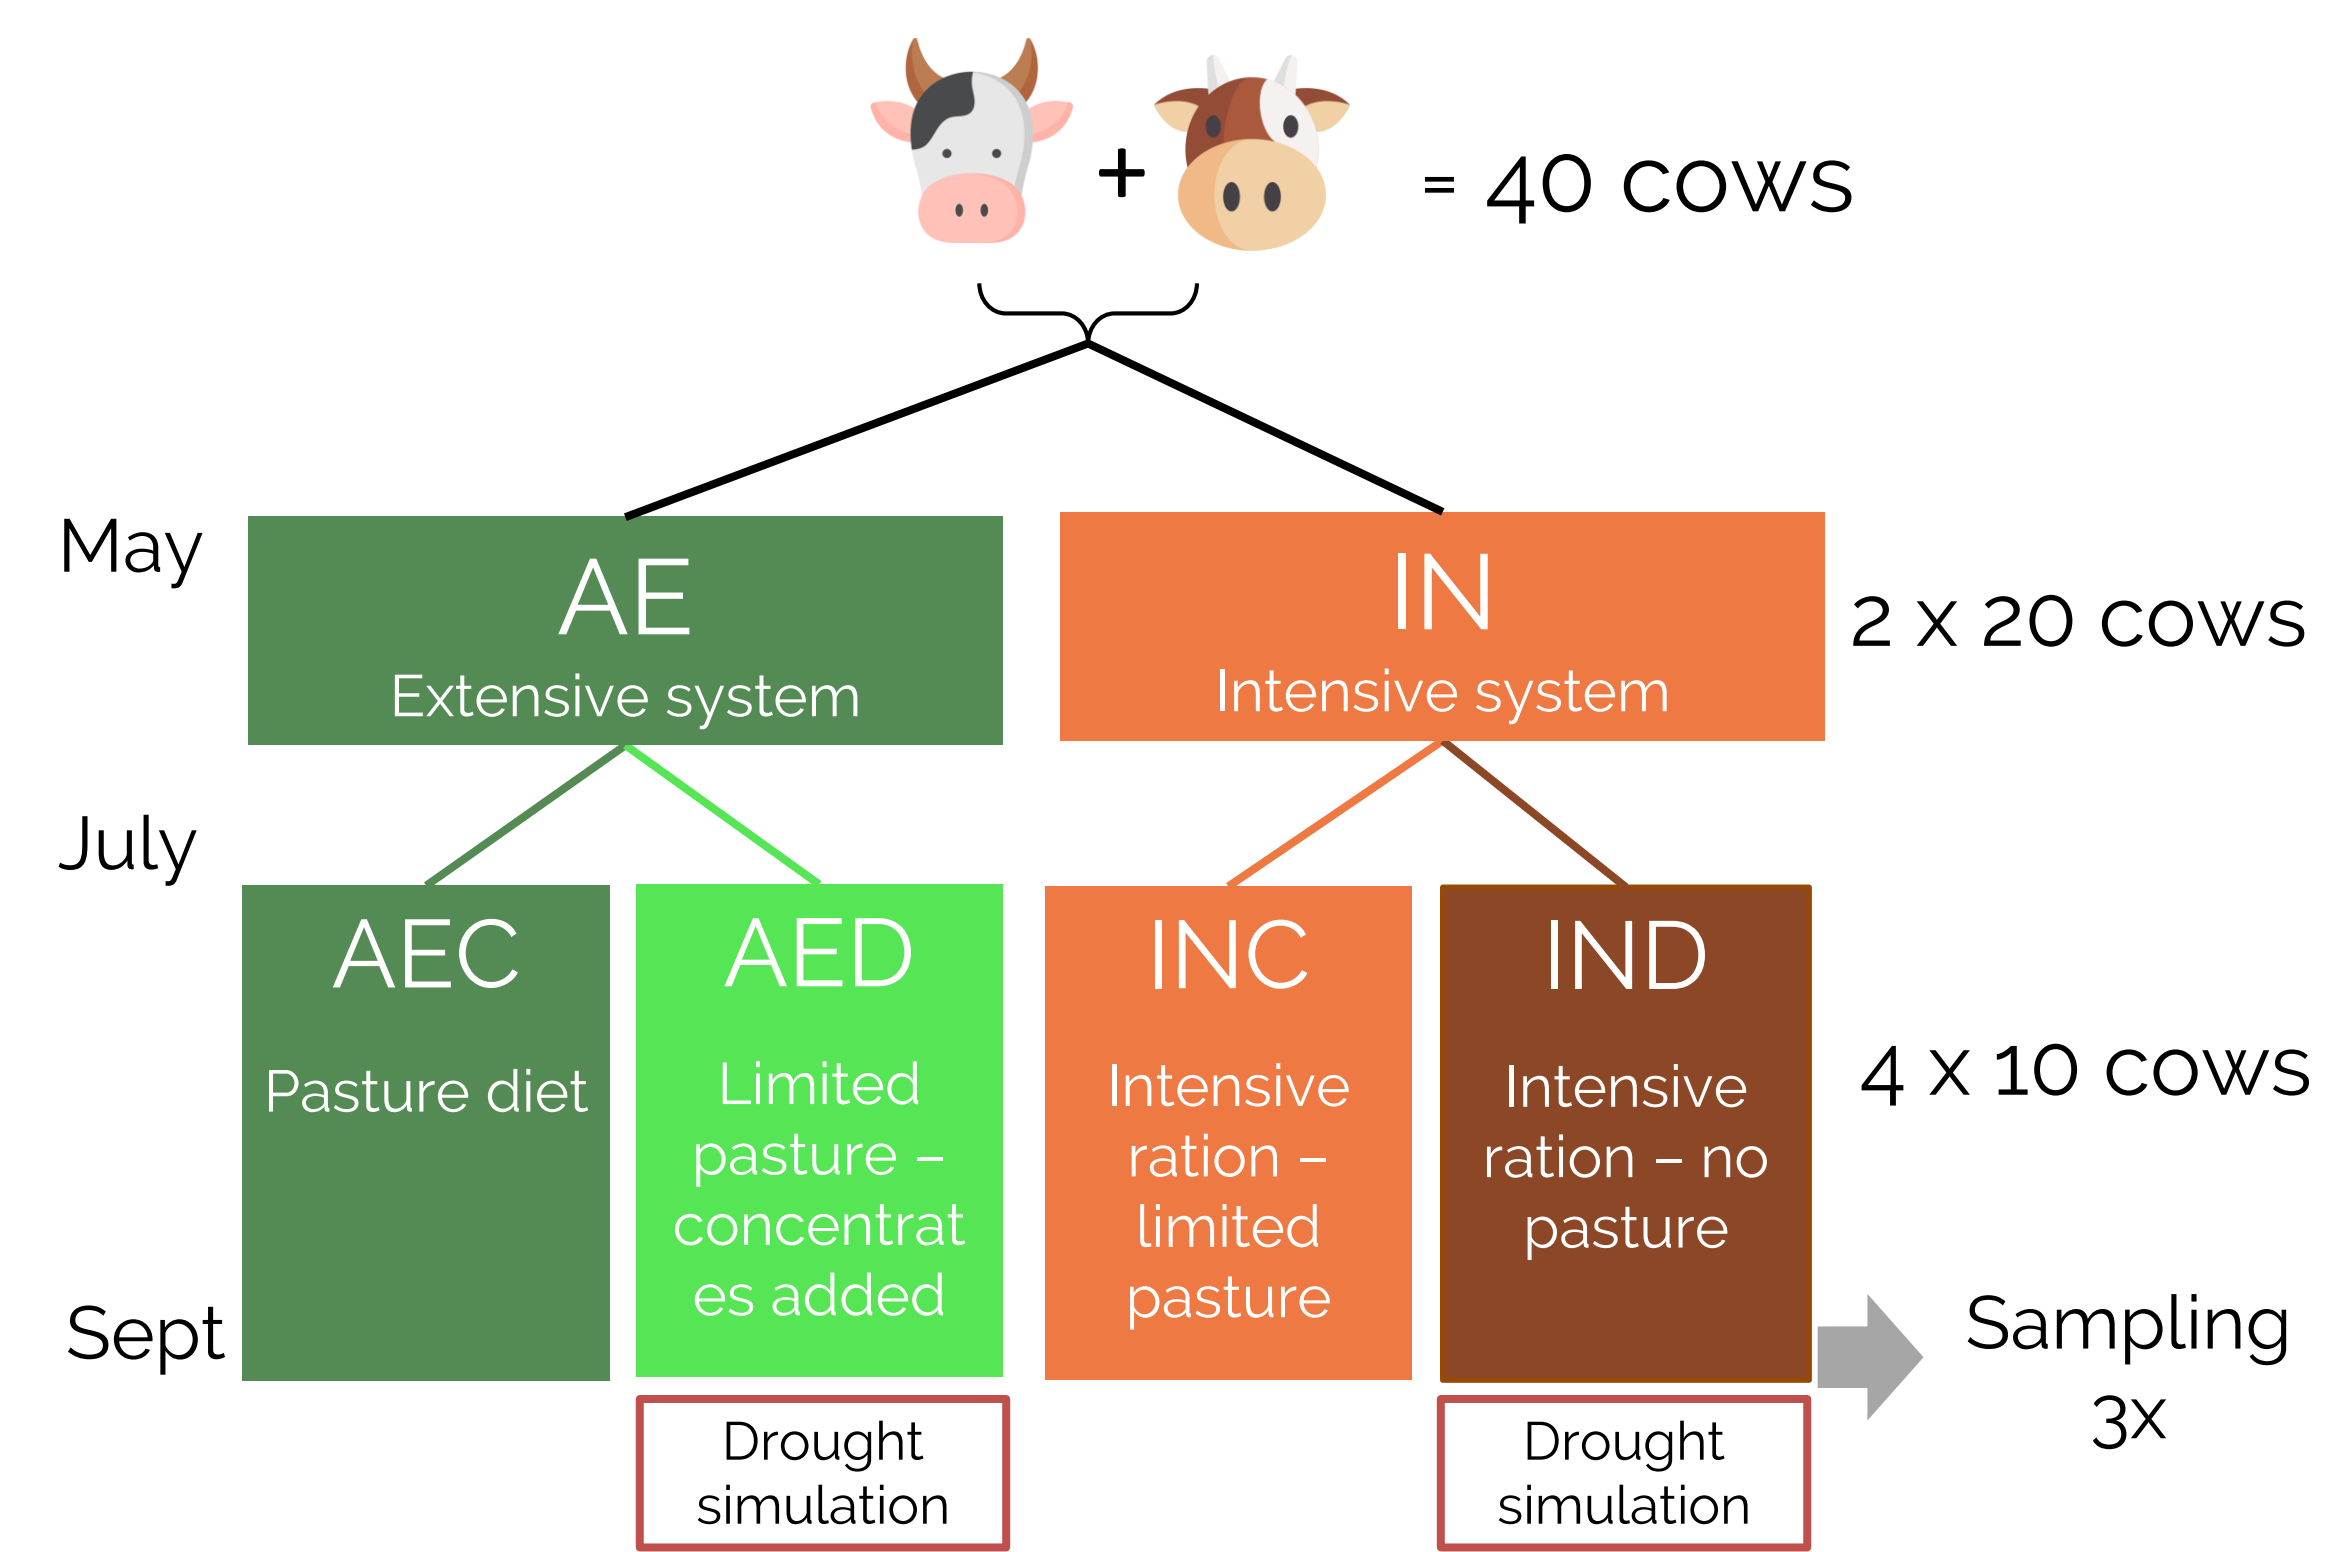 +
= 40 cows
May
AE
Extensive system
IN
Intensive system
2 x 20 cows
July
AEC
Pasture diet
AED
Limited
pasture –
concentrat
es added
INC
Intensive
ration –
limited
pasture
IND
Intensive
ration – no
pasture
4 x 10 cows
Sept
Sampling
3x
Drought
simulation
Drought
simulation